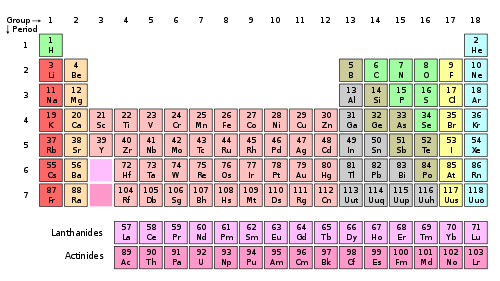 Group → 1 2 3 4 5 6 7 8 9 10 11 12 13 14 15 16 17 18
↓ Period
1 1 2
H He
2 3 4 5 6 7 8 9 10
Li Be B C N O F Ne
3 11 12 13 14 15 16 17 18
Na Mg Al Si P S Cl Ar
4 19 20 21 22 23 24 25 26 27 28 29 30 31 32 33 34 35 36
K Ca Sc Ti V Cr Mn Fe Co Ni Cu Zn Ga Ge As Se Br Kr
5 37 38 39 40 41 42 43 44 45 46 47 48 49 50 51 52 53 54
Rb Sr Y Zr Nb Mo Tc Ru Rh Pd Ag Cd In Sn Sb Te I Xe
6 55 56 72 73 74 75 76 77 78 79 80 81 82 83 84 85 86
Cs Ba Hf Ta W Re Os Ir Pt Au Hg Tl Pb Bi Po At Rn
7 87 88 104 105 106 107 108 109 110 111 112 113 114 115 116 117 118
Fr Ra Rf Db Sg Bh Hs Mt Ds Rg Cn Uut Uuq Uup Uuh Uus Uuo
Lanthanides 57 58 59 60 61 62 63 64 65 66 67 68 69 70 71
La Ce Pr Nd Pm Sm Eu Gd Tb Dy Ho Er Tm Yb Lu
Actinides 89 90 91 92 93 94 95 96 97 98 99 100 101 102 103
Ac Th Pa U Np Pu Am Cm Bk Cf Es Fm Md No Lr